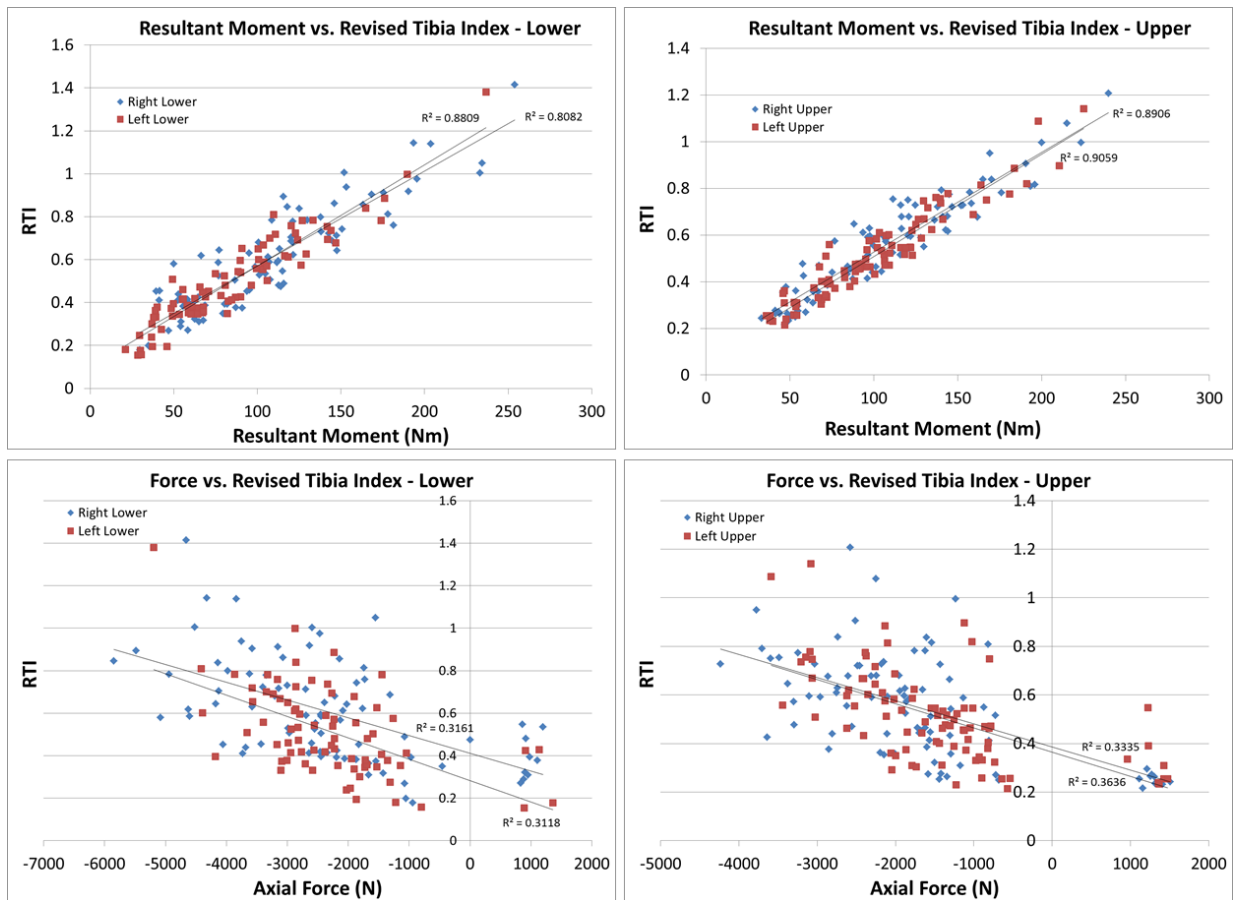 Resultant Moment vs. Revised Tibia Index - Lower
1.6
1.4
1.2
1
0.8
0.6
0.4
0.2
0
RTI
Right Lower
Left Lower
R² = 0.8809
R² = 0.8082
0 50 100 150 200 250 300
Resultant Moment (Nm)
Resultant Moment vs. Revised Tibia Index - Upper
1.4
1.2
1
0.8
0.6
0.4
0.2
0
RTI
Right Upper
Left Upper
R² = 0.8906
R² = 0.9059
0 50 100 150 200 250 300
Resultant Moment (Nm)
Force vs. Revised Tibia Index - Lower
1.6
1.4
1.2
1
0.8
0.6
0.4
0.2
0
RTI
Right Lower
Left Lower
R² = 0.3161
R² = 0.3118
-7000 -6000 -5000 -4000 -3000 -2000 -1000 0 1000 2000
Axial Force (N)
Force vs. Revised Tibia Index - Upper
1.4
1.2
1
0.8
0.6
0.4
0.2
0
RTI
Right Upper
Left Upper
R² = 0.3335
R² = 0.3636
-5000 -4000 -3000 -2000 -1000 0 1000 2000
Axial Force (N)